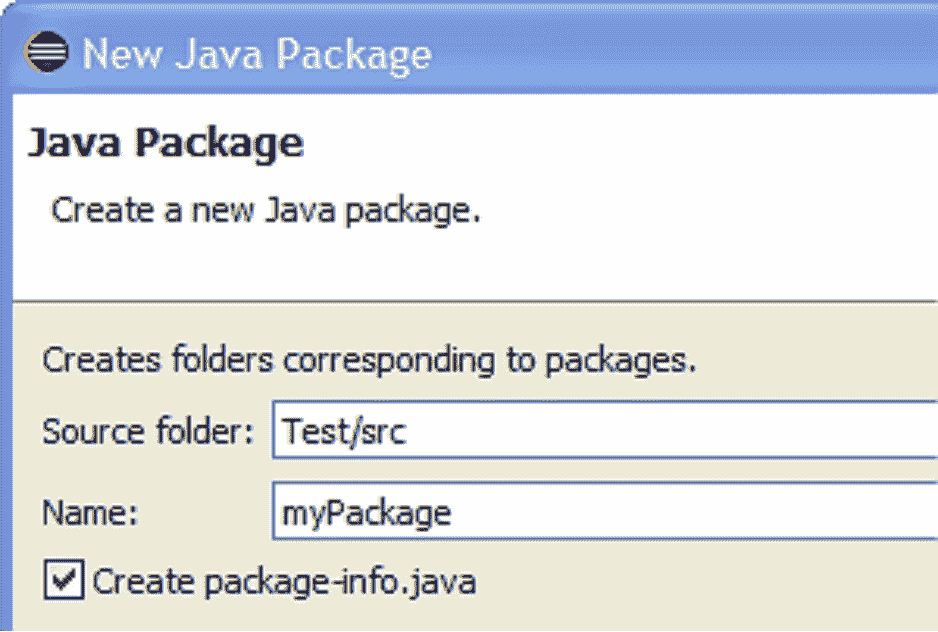 New Java Package
Java Package
Create a new Java package.
Creates folders corresponding to packages.
Source folder: Test/src
Name: myPackage
Create package-info.java